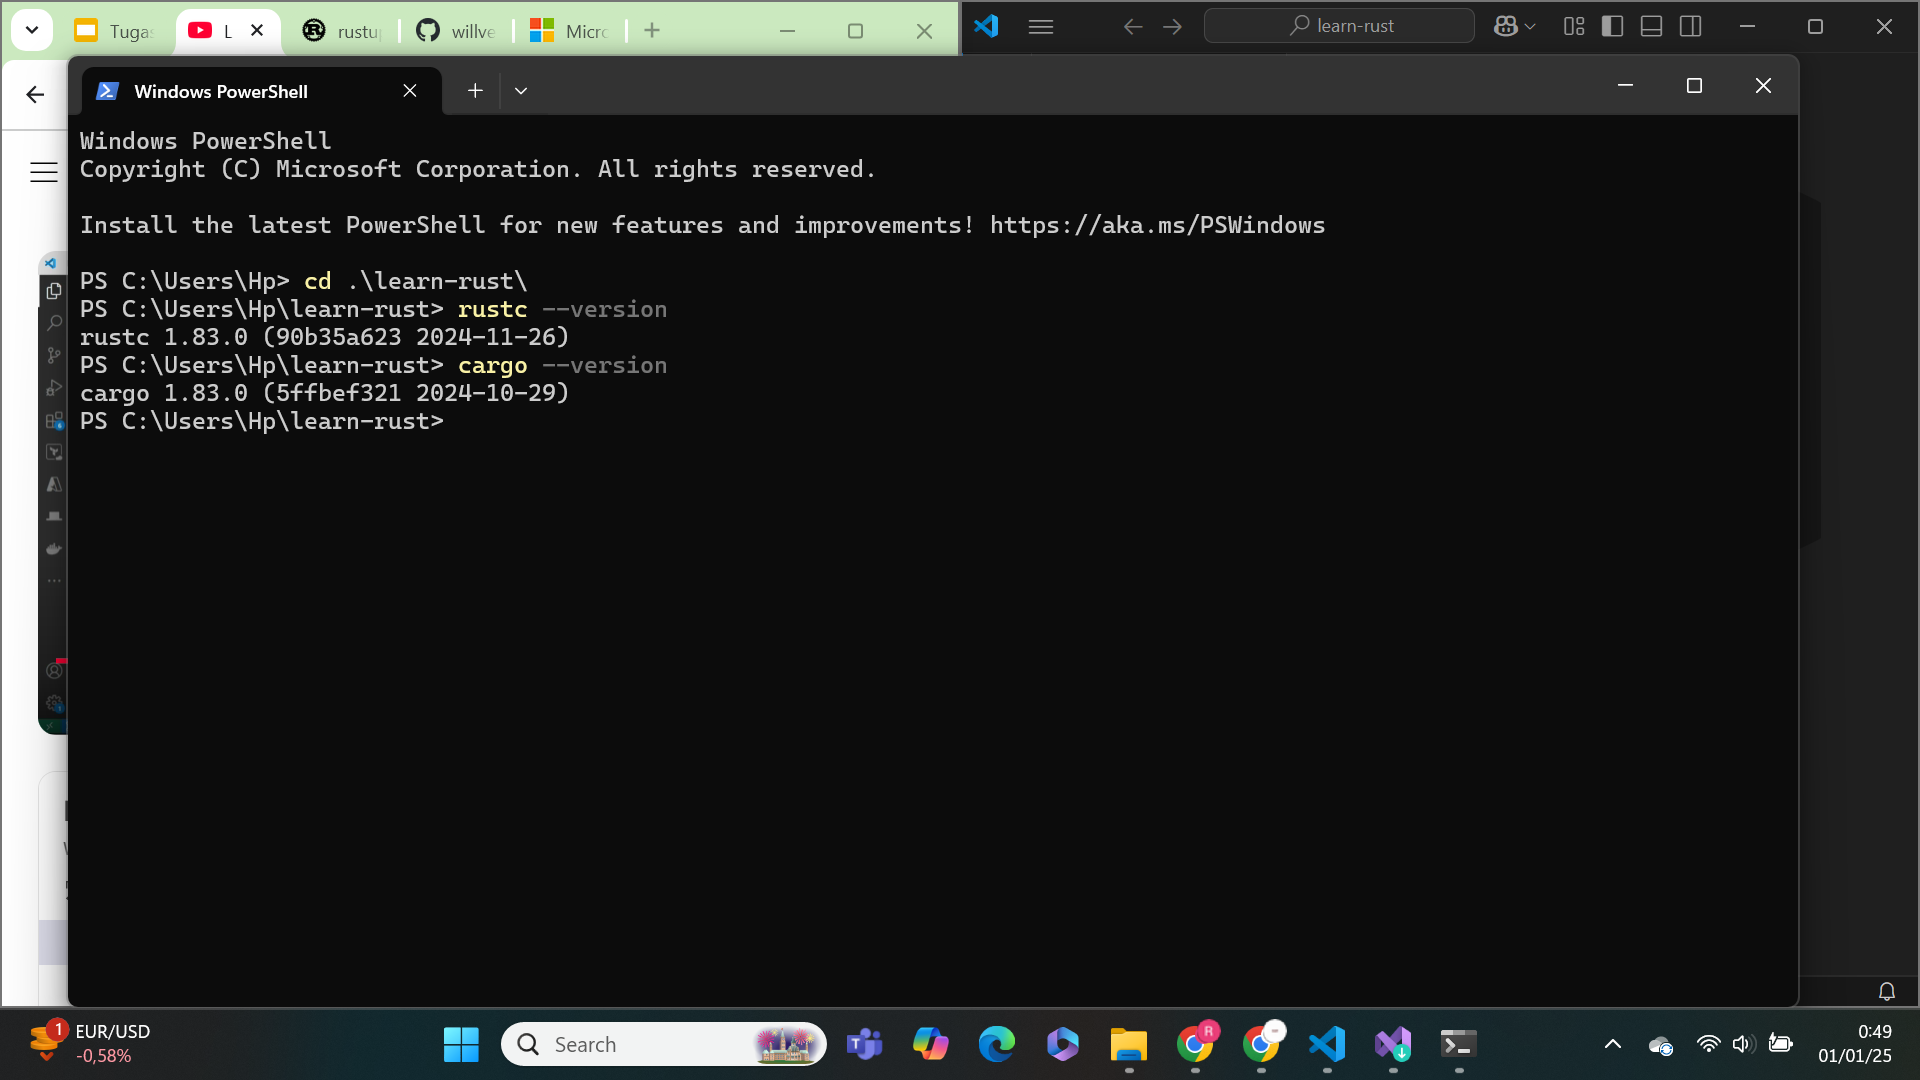 Tugas
L
rustup
willve
Micro
learn-rust
Windows PowerShell
Windows PowerShell
Copyright (C) Microsoft Corporation. All rights reserved.
Install the latest PowerShell for new features and improvements! https://aka.ms/PSWindows
PS C:\Users\Hp> cd .\learn-rust\
PS C:\Users\Hp\learn-rust> rustc --version
rustc 1.83.0 (90b35a623 2024-11-26)
PS C:\Users\Hp\learn-rust> cargo --version
cargo 1.83.0 (5ffbef321 2024-10-29)
PS C:\Users\Hp\learn-rust>
1
EUR/USD
-0,58%
Search
R
0:49
01/01/25